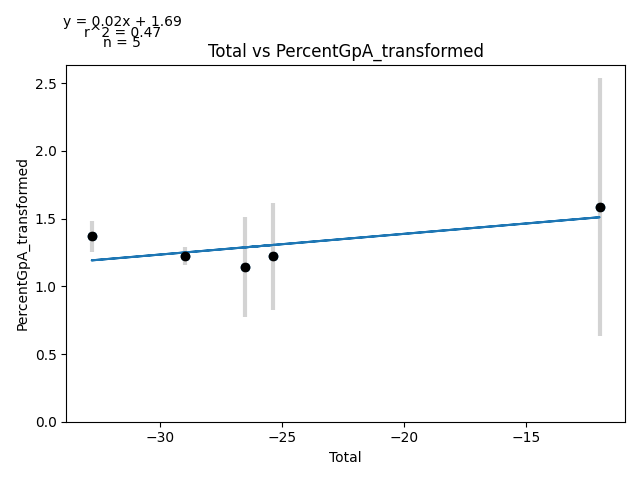 y = 0.02x + 1.69
r^2 = 0.47
n = 5
Total vs PercentGpA_transformed
PercentGpA_transformed
2.5
2.0
1.5
1.0
0.5
0.0
−30
−25
−20
−15
Total